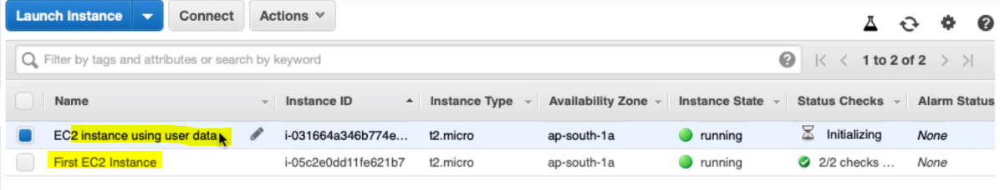 Launch Instance Connect Actions
Filter by tags and attributes or search by keyword 1 to 2 of 2
Name Instance ID Instance Type Availability Zone Instance State Status Checks Alarm Status
EC2 instance using user data i-031664a346b774e... t2.micro ap-south-1a running Initializing None
First EC2 Instance i-05c2e0dd11fe621b7 t2.micro ap-south-1a running 2/2 checks ... None